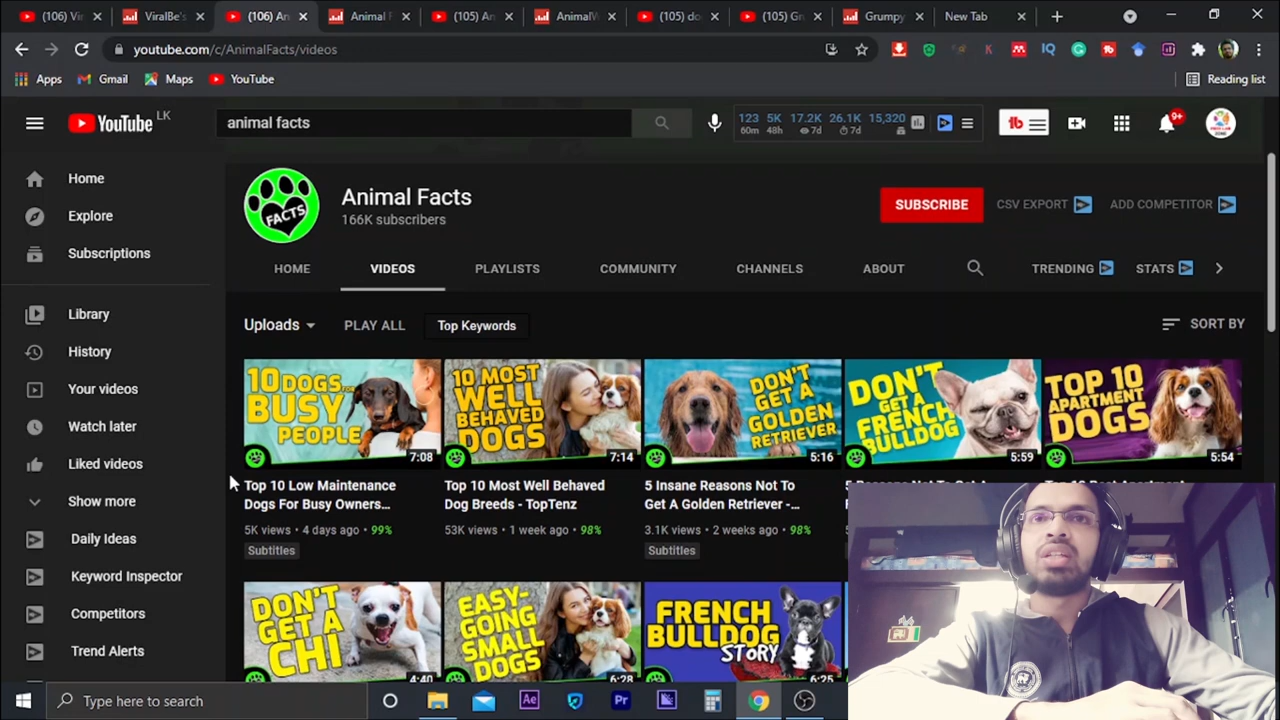 (106) Vir
ViralBe's
(106) An
Animal F
(105) An
AnimalW
(105) do
(105) Gr
Grumpy
New Tab
youtube.com/c/AnimalFacts/videos
Apps
Gmail
Maps
YouTube
Reading list
YouTube LK
animal facts
123 5K 17.2K 26.1K 15,320
60m 48h 7d 7d
9+
Home
Explore
Subscriptions
Library
History
Your videos
Watch later
Liked videos
Show more
Daily Ideas
Keyword Inspector
Competitors
Trend Alerts
FACTS
Animal Facts
166K subscribers
SUBSCRIBE
CSV EXPORT
ADD COMPETITOR
HOME
VIDEOS
PLAYLISTS
COMMUNITY
CHANNELS
ABOUT
TRENDING
STATS
Uploads
PLAY ALL
Top Keywords
SORT BY
10 DOGS FOR
BUSY
PEOPLE
7:08
10 MOST
WELL
BEHAVED
DOGS
7:14
DON'T
GET A
GOLDEN
RETRIEVER
5:16
DON'T
GET A
FRENCH
BULLDOG
5:59
TOP 10
APARTMENT
DOGS
5:54
Top 10 Low Maintenance
Dogs For Busy Owners...
5K views • 4 days ago • 99%
Subtitles
Top 10 Most Well Behaved
Dog Breeds - TopTenz
53K views • 1 week ago • 98%
5 Insane Reasons Not To
Get A Golden Retriever -...
3.1K views • 2 weeks ago • 98%
Subtitles
DON'T
GET A
CHI
4:40
EASY-
GOING
SMALL
DOGS
6:28
FRENCH
BULLDOG
STORY
6:25
Type here to search
Ae
Pr